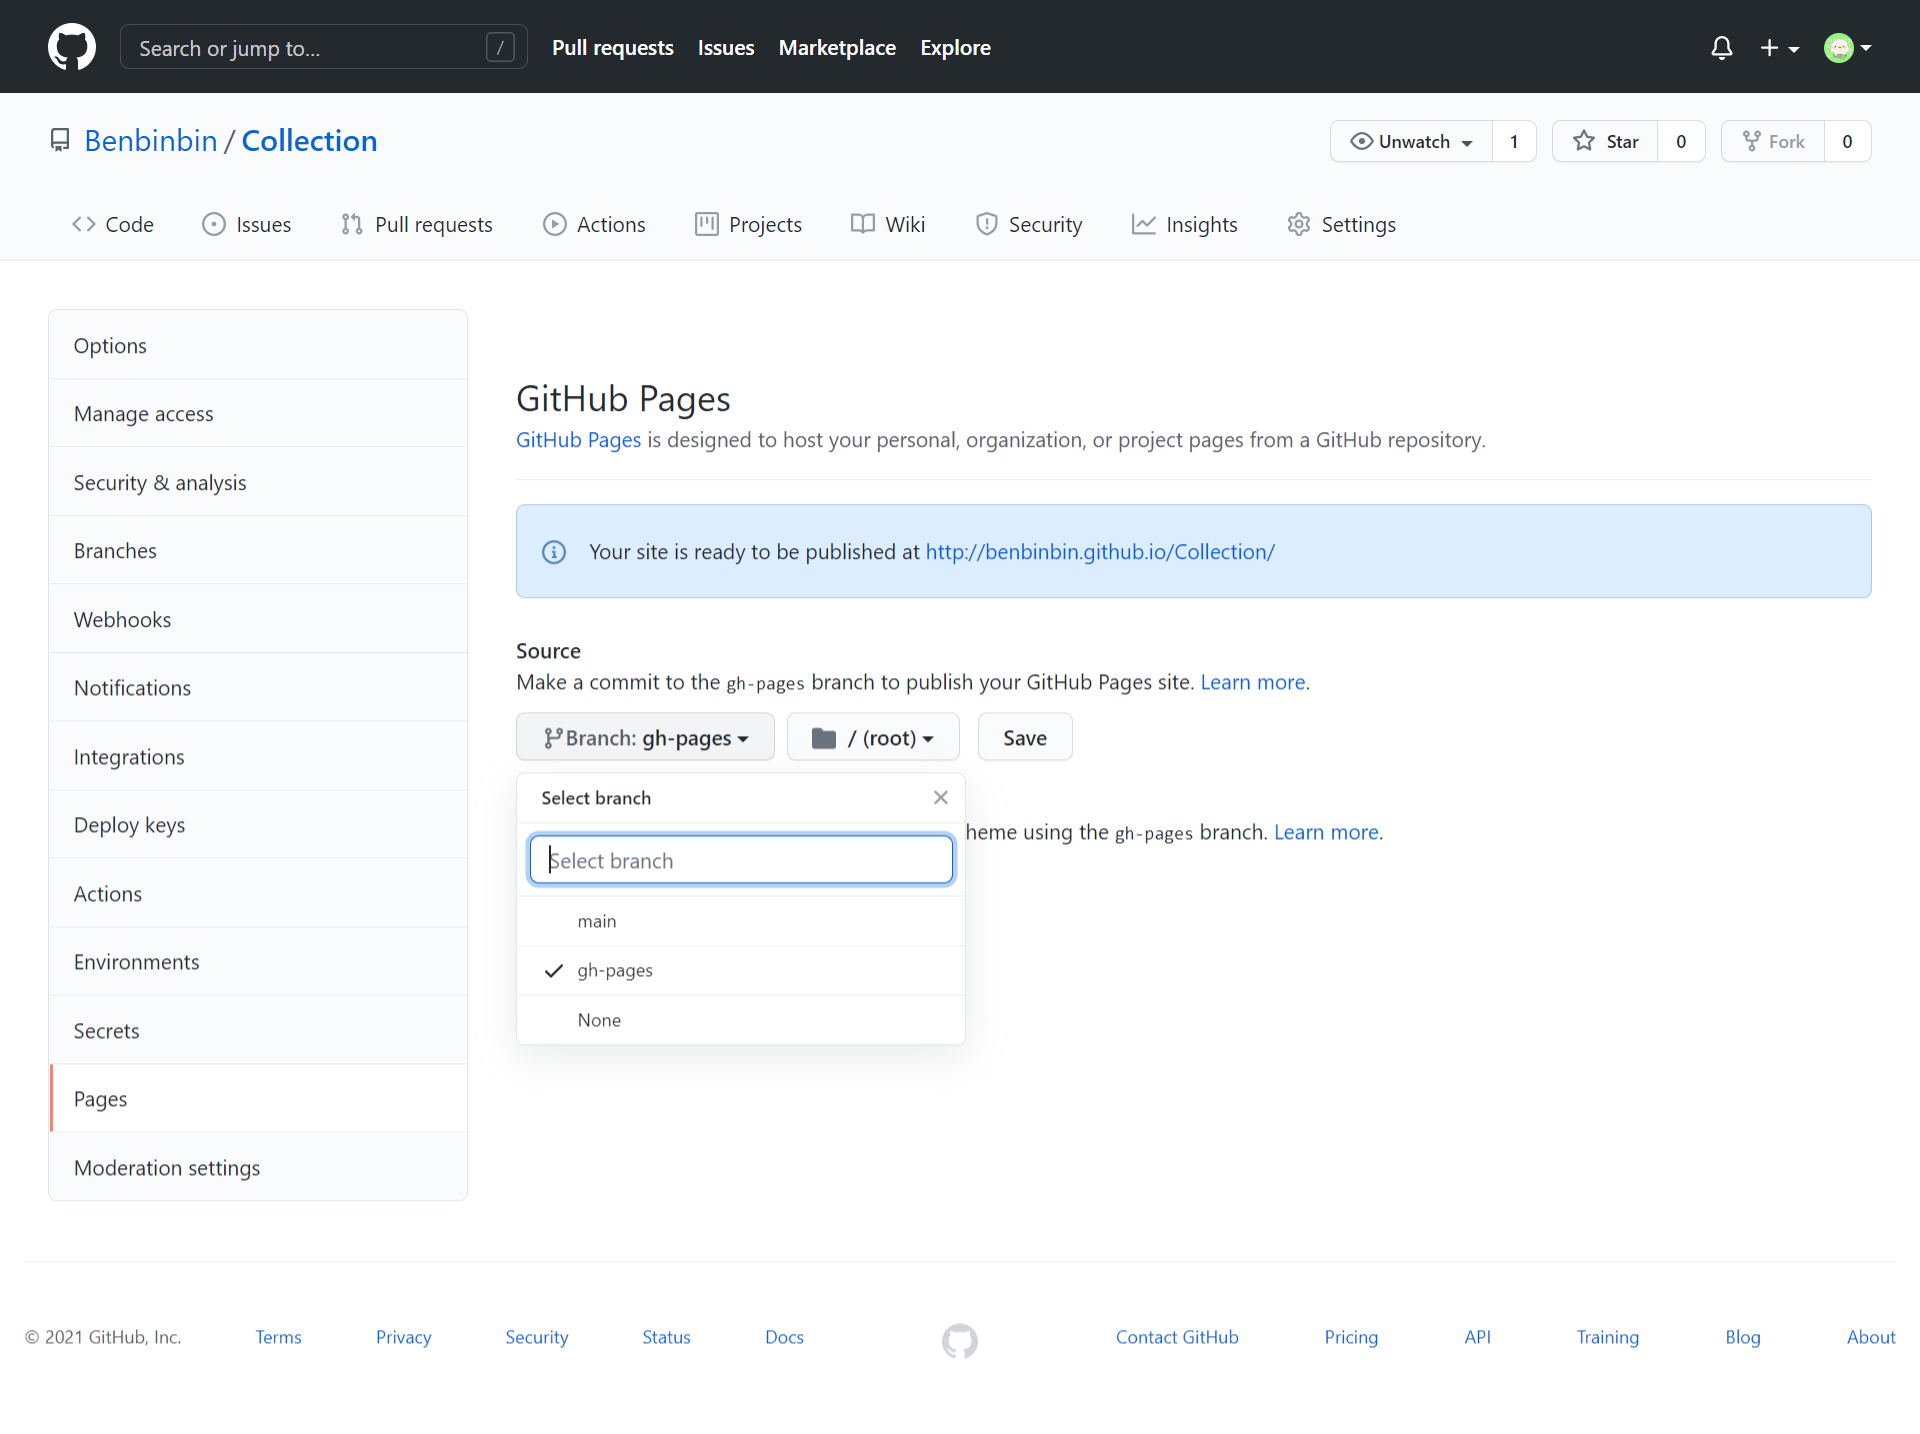 Search or jump to... /
Pull requests
Issues
Marketplace
Explore
Benbinbin / Collection
Unwatch 1
Star 0
Fork 0
Code
Issues
Pull requests
Actions
Projects
Wiki
Security
Insights
Settings
Options
Manage access
Security & analysis
Branches
Webhooks
Notifications
Integrations
Deploy keys
Actions
Environments
Secrets
Pages
Moderation settings
GitHub Pages
GitHub Pages is designed to host your personal, organization, or project pages from a GitHub repository.
Your site is ready to be published at http://benbinbin.github.io/Collection/
Source
Make a commit to the gh-pages branch to publish your GitHub Pages site. Learn more.
Branch: gh-pages
/ (root)
Save
Select branch
Select branch
heme using the gh-pages branch. Learn more.
main
gh-pages
None
© 2021 GitHub, Inc.
Terms
Privacy
Security
Status
Docs
Contact GitHub
Pricing
API
Training
Blog
About